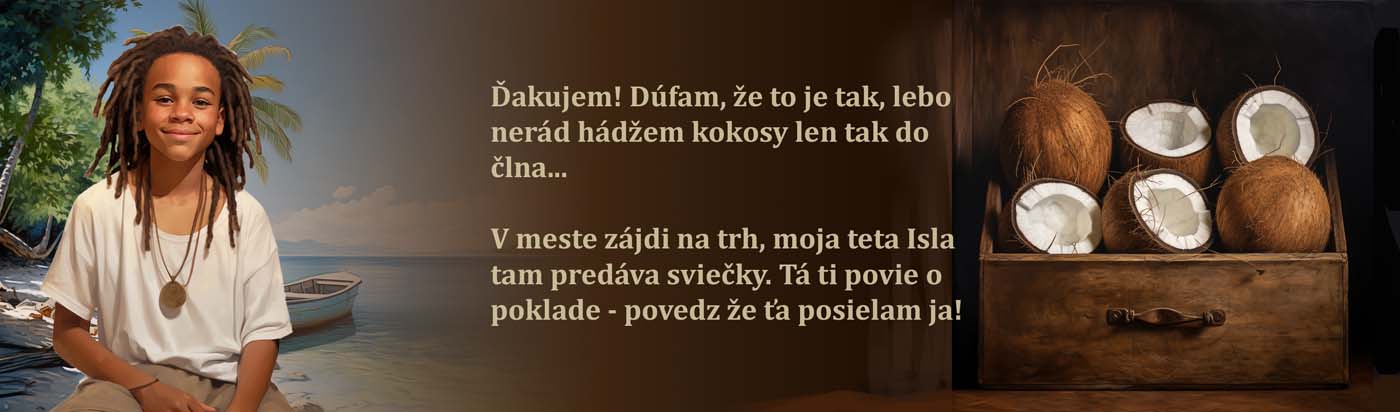 Ďakujem! Dúfam, že to je tak, lebo
nerád hádžem kokosy len tak do
člna...
V meste zájdi na trh, moja teta Isla
tam predáva sviečky. Tá ti povie o
poklade - povedz že ťa posielam ja!